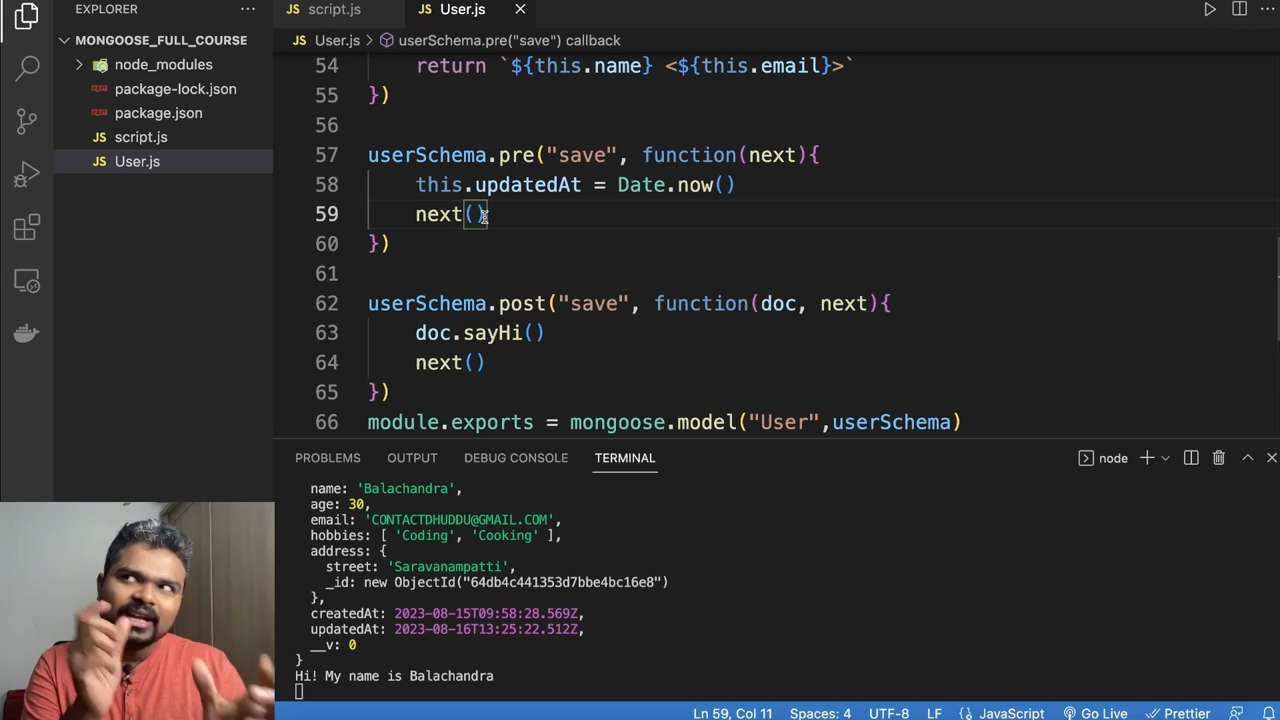 EXPLORER ···
MONGOOSE_FULL_COURSE
node_modules
package-lock.json
package.json
JS script.js
JS User.js
JS script.js JS User.js
JS User.js > userSchema.pre("save") callback
54 return `${this.name} <${this.email}>`
55 })
56
57 userSchema.pre("save", function(next){
58 this.updatedAt = Date.now()
59 next()
60 })
61
62 userSchema.post("save", function(doc, next){
63 doc.sayHi()
64 next()
65 })
66 module.exports = mongoose.model("User",userSchema)
PROBLEMS OUTPUT DEBUG CONSOLE TERMINAL node
name: 'Balachandra',
age: 30,
email: 'CONTACTDHUDDU@GMAIL.COM',
hobbies: [ 'Coding', 'Cooking' ],
address: {
street: 'Saravanampatti',
_id: new ObjectId("64db4c441353d7bbe4bc16e8")
},
createdAt: 2023-08-15T09:58:28.569Z,
updatedAt: 2023-08-16T13:25:22.512Z,
__v: 0
}
Hi! My name is Balachandra
Ln 59, Col 11 Spaces: 4 UTF-8 LF {} JavaScript Go Live Prettier